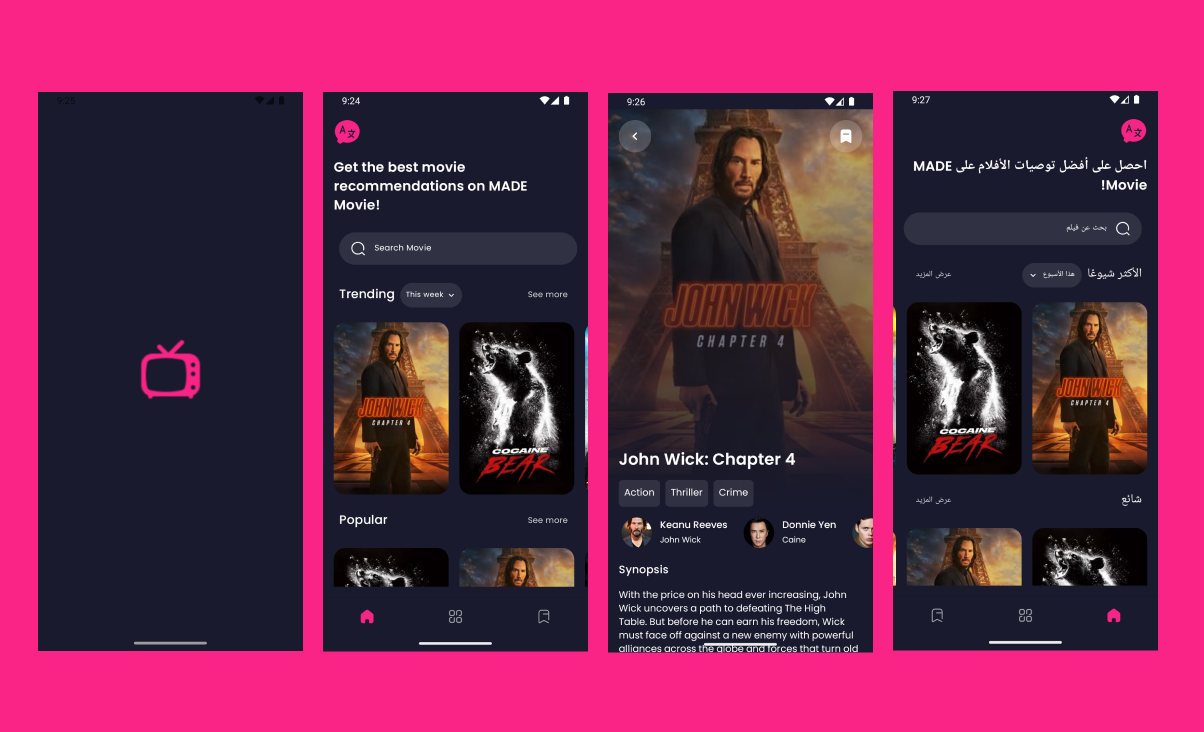 9:25
9:24
Get the best movie
recommendations on MADE
Movie!
Search Movie
Trending
This week
See more
JOHN WICK
CHAPTER 4
COCAINE
BEAR
Popular
See more
9:26
JOHN WICK
CHAPTER 4
John Wick: Chapter 4
Action
Thriller
Crime
Keanu Reeves
John Wick
Donnie Yen
Caine
Synopsis
With the price on his head ever increasing, John
Wick uncovers a path to defeating The High
Table. But before he can earn his freedom, Wick
must face off against a new enemy with powerful
alliances across the globe and forces that turn old
9:27
احصل على أفضل توصيات الأفلام على MADE
Movie!
بحث عن فيلم
الأكثر شيوعًا
هذا الأسبوع
عرض المزيد
JOHN WICK
CHAPTER 4
COCAINE
BEAR
شائع
عرض المزيد